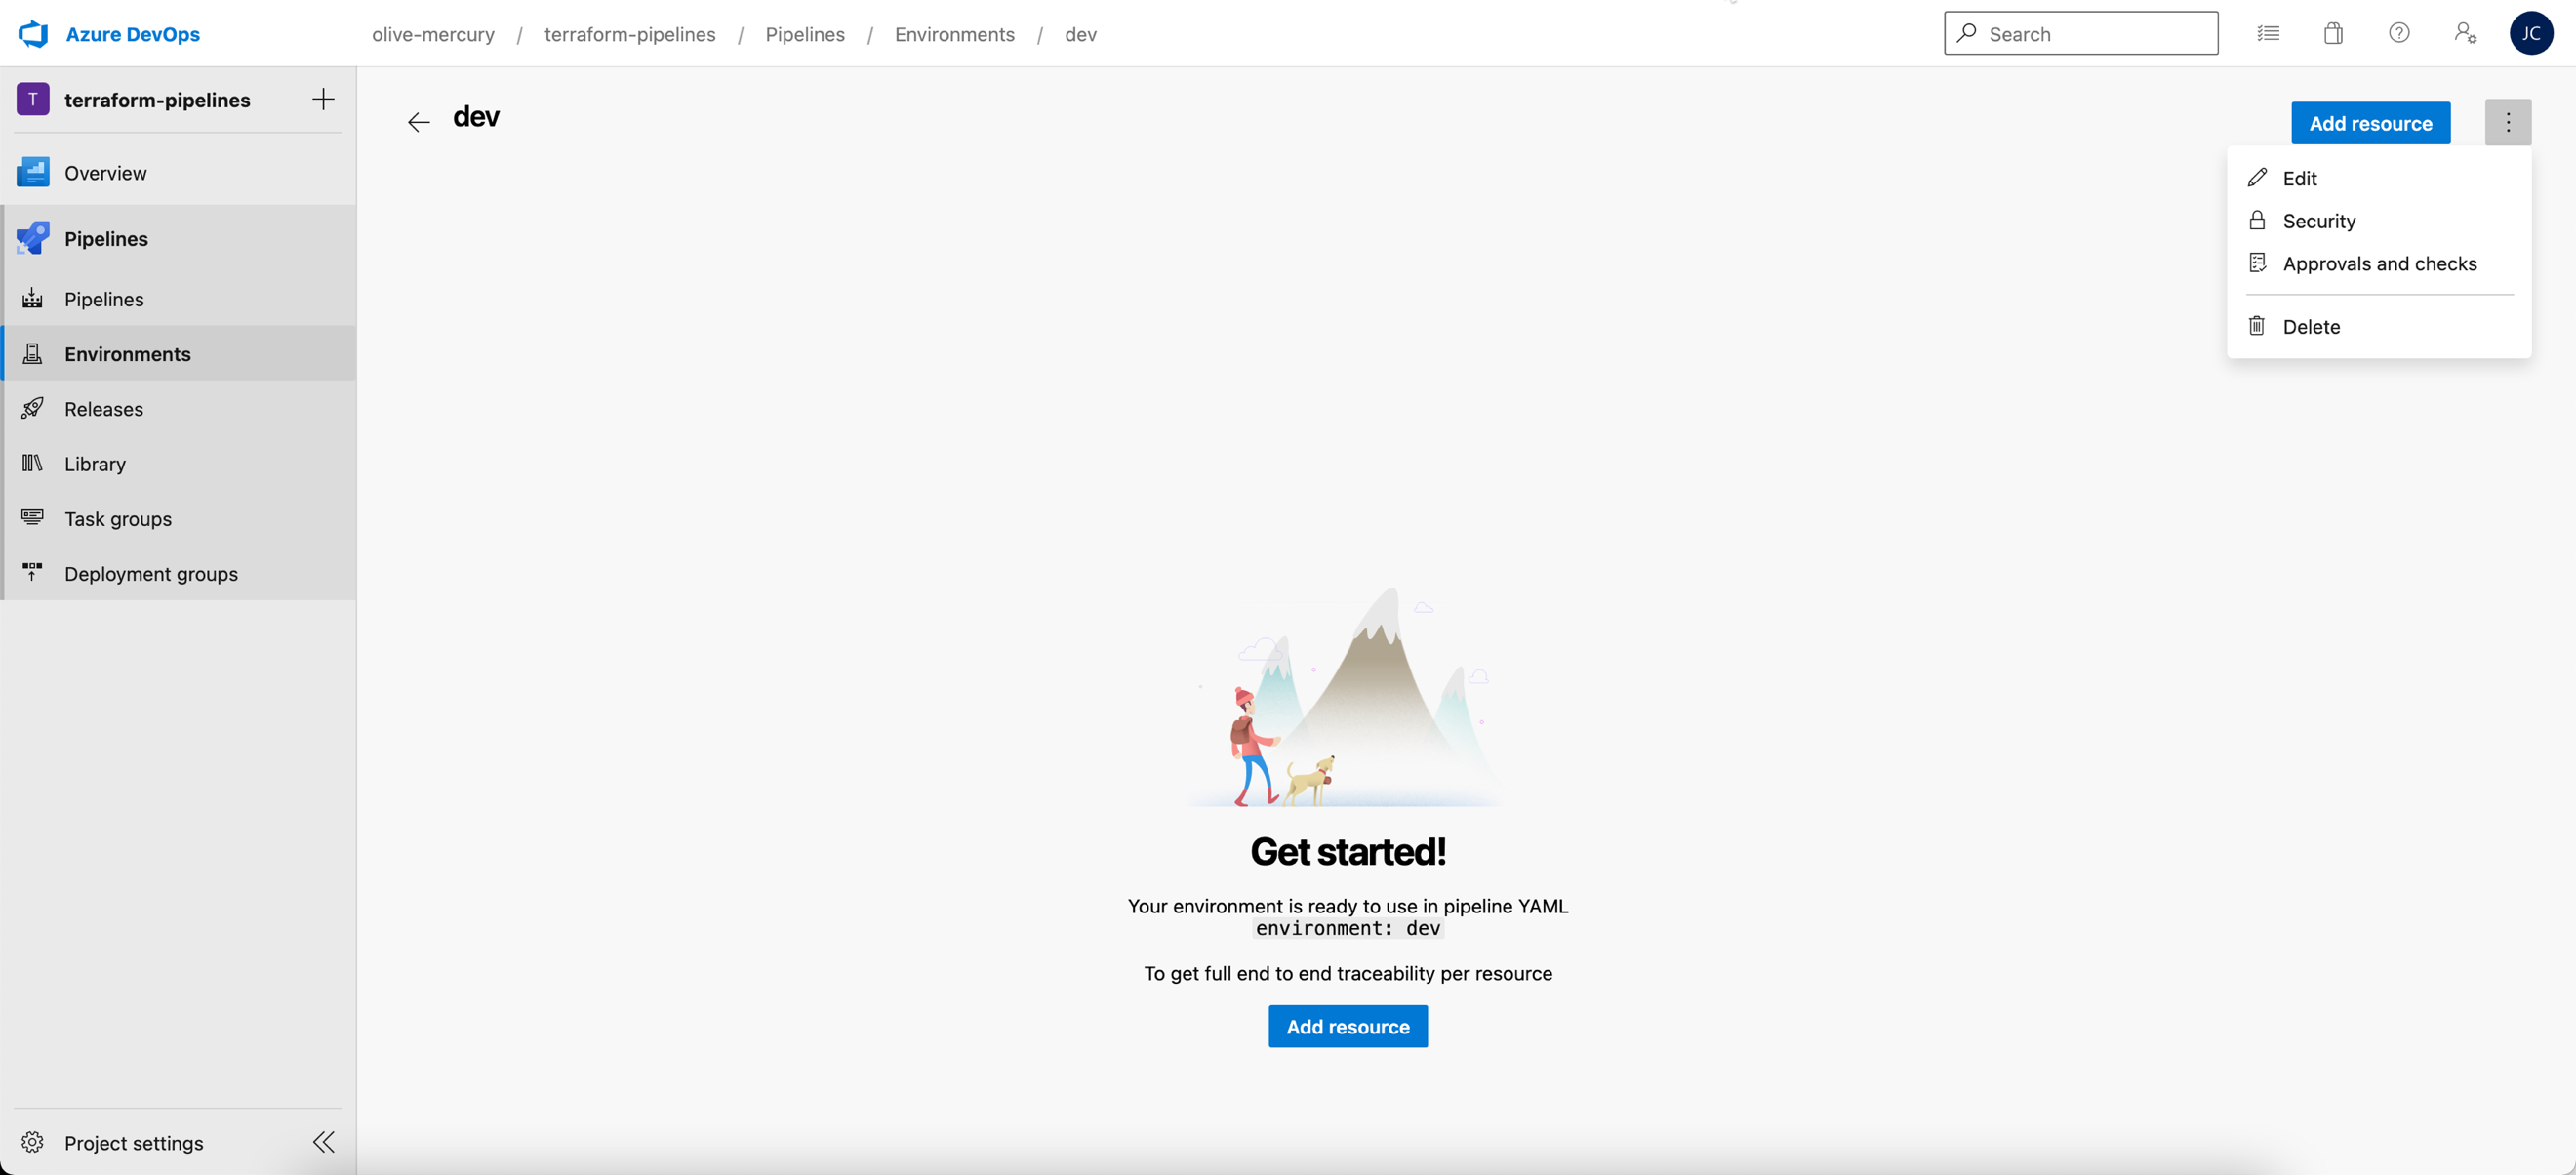 Azure DevOps
olive-mercury / terraform-pipelines / Pipelines / Environments / dev
Search
JC
T terraform-pipelines
Overview
Pipelines
Pipelines
Environments
Releases
Library
Task groups
Deployment groups
Project settings
dev
Add resource
Edit
Security
Approvals and checks
Delete
Get started!
Your environment is ready to use in pipeline YAML
environment: dev
To get full end to end traceability per resource
Add resource